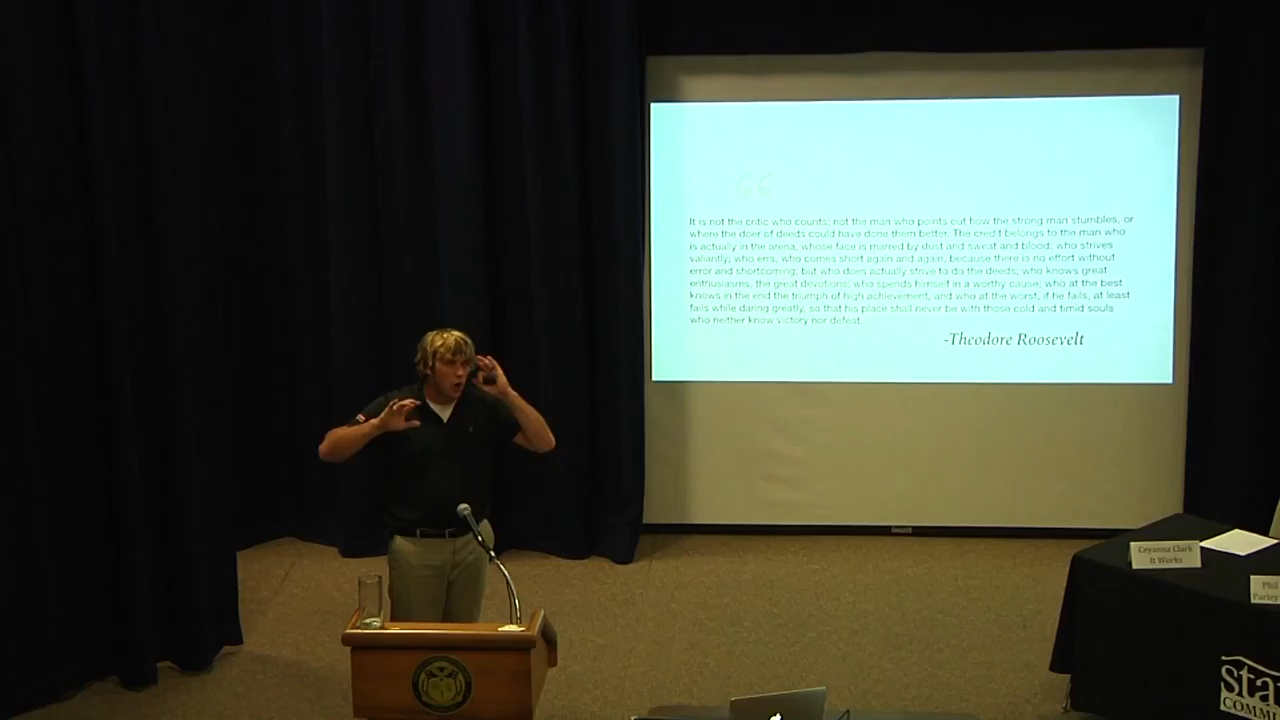 “
It is not the critic who counts; not the man who points out how the strong man stumbles, or
where the doer of deeds could have done them better. The credit belongs to the man who
is actually in the arena, whose face is marred by dust and sweat and blood; who strives
valiantly; who errs, who comes short again and again, because there is no effort without
error and shortcoming; but who does actually strive to do the deeds; who knows great
enthusiasms, the great devotions; who spends himself in a worthy cause; who at the best
knows in the end the triumph of high achievement, and who at the worst, if he fails, at least
fails while daring greatly, so that his place shall never be with those cold and timid souls
who neither know victory nor defeat.
-Theodore Roosevelt
Ceyanna Clark
It Works
Phil
Parley
Sta
COMM